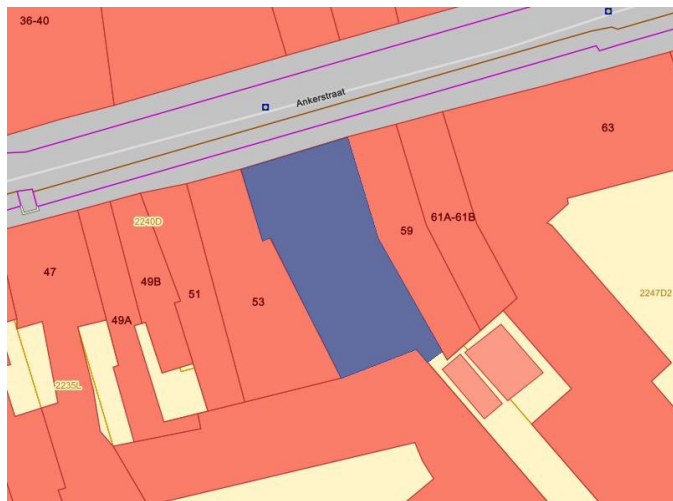 36-40
Ankerstraat
63
61A-61B
2240D
59
47
49B
51
53
2247D2
49A
2235L